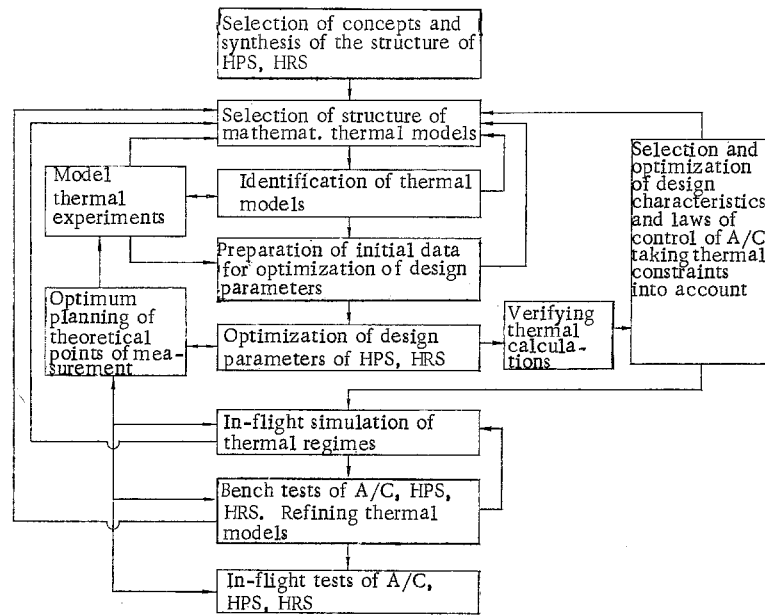 Selection of concepts and
synthesis of the structure of
HPS, HRS
Selection of structure of
mathemat. thermal models
Model
thermal
experiments
Identification of thermal
models
Selection and
optimization
of design
characteristics
and laws of
control of A/C
taking thermal
constraints
into account
Preparation of initial data
for optimization of design
parameters
Optimum
planning of
theoretical
points of mea-
surement
Optimization of design
parameters of HPS, HRS
Verifying
thermal
calcula-
tions
In-flight simulation of
thermal regimes
Bench tests of A/C, HPS,
HRS. Refining thermal
models
In-flight tests of A/C,
HPS, HRS